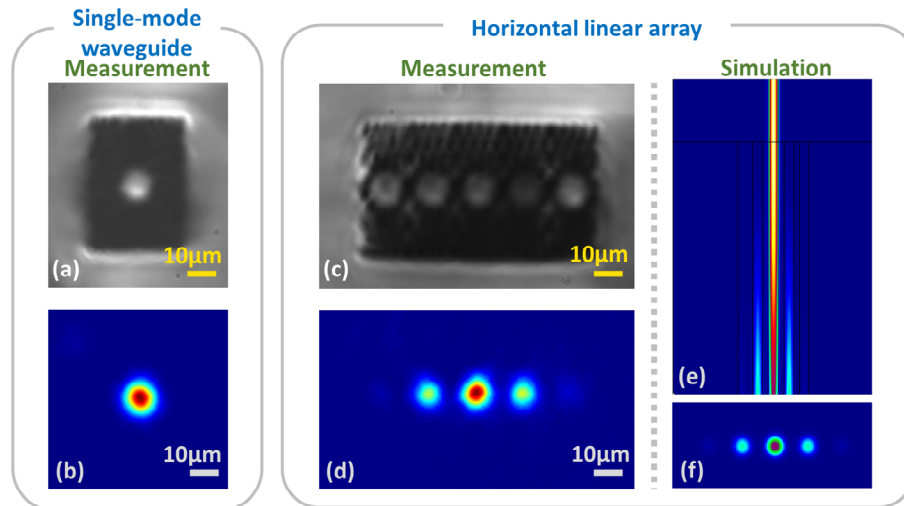 Single-mode
waveguide
Measurement
10μm
(a)
10μm
(b)
Horizontal linear array
Measurement
Simulation
10μm
(c)
10μm
(d)
(e)
(f)